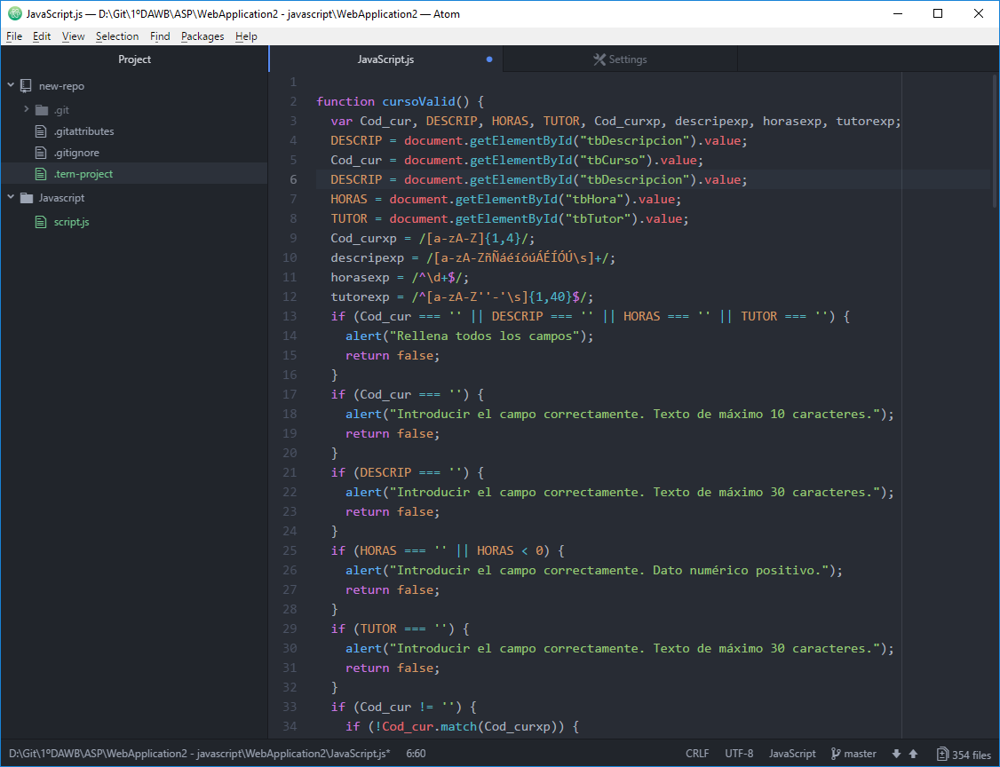 JavaScript.js — D:\Git\1ºDAWB\ASP\WebApplication2 - javascript\WebApplication2 — Atom
File Edit View Selection Find Packages Help
Project
JavaScript.js
Settings
new-repo
.git
.gitattributes
.gitignore
.tern-project
Javascript
script.js
1
2 function cursoValid() {
3 var Cod_cur, DESCRIP, HORAS, TUTOR, Cod_curxp, descripexp, horasexp, tutorexp;
4 DESCRIP = document.getElementById("tbDescripcion").value;
5 Cod_cur = document.getElementById("tbCurso").value;
6 DESCRIP = document.getElementById("tbDescripcion").value;
7 HORAS = document.getElementById("tbHora").value;
8 TUTOR = document.getElementById("tbTutor").value;
9 Cod_curxp = /[a-zA-Z]{1,4}/;
10 descripexp = /[a-zA-ZñÑáéíóúÁÉÍÓÚ\s]+/;
11 horasexp = /^\d+$/;
12 tutorexp = /^[a-zA-Z''-'\s]{1,40}$/;
13 if (Cod_cur === '' || DESCRIP === '' || HORAS === '' || TUTOR === '') {
14 alert("Rellena todos los campos");
15 return false;
16 }
17 if (Cod_cur === '') {
18 alert("Introducir el campo correctamente. Texto de máximo 10 caracteres.");
19 return false;
20 }
21 if (DESCRIP === '') {
22 alert("Introducir el campo correctamente. Texto de máximo 30 caracteres.");
23 return false;
24 }
25 if (HORAS === '' || HORAS < 0) {
26 alert("Introducir el campo correctamente. Dato numérico positivo.");
27 return false;
28 }
29 if (TUTOR === '') {
30 alert("Introducir el campo correctamente. Texto de máximo 30 caracteres.");
31 return false;
32 }
33 if (Cod_cur != '') {
34 if (!Cod_cur.match(Cod_curxp)) {
D:\Git\1ºDAWB\ASP\WebApplication2 - javascript\WebApplication2\JavaScript.js* 6:60 CRLF UTF-8 JavaScript master 354 files